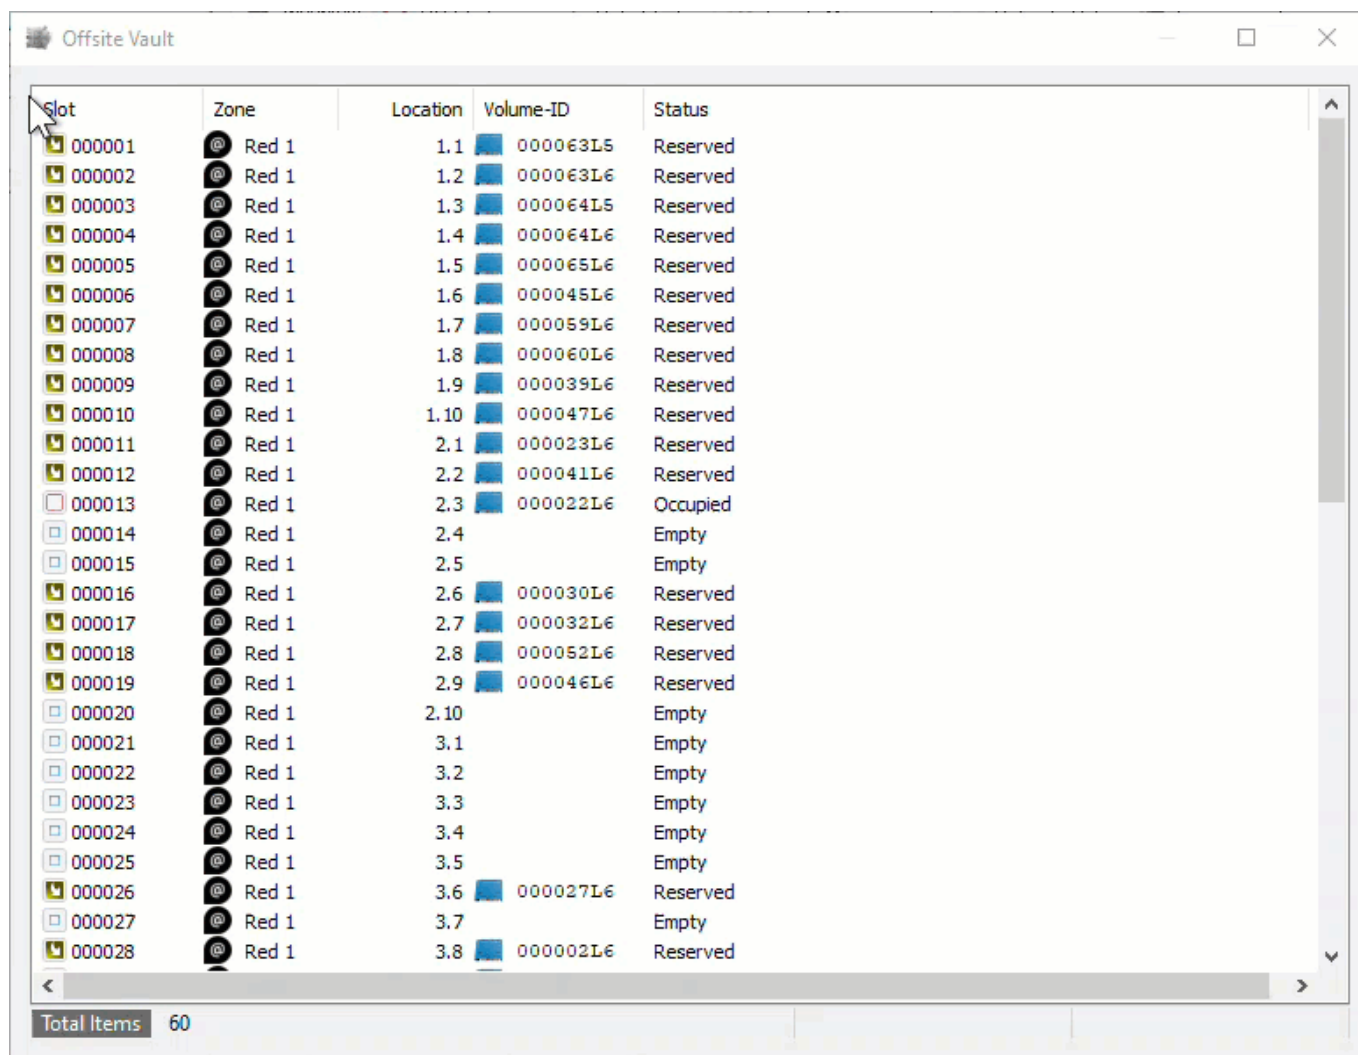 Offsite Vault
Slot Zone Location Volume-ID Status
000001 @ Red 1 1.1 000063L5 Reserved
000002 @ Red 1 1.2 000063L6 Reserved
000003 @ Red 1 1.3 000064L5 Reserved
000004 @ Red 1 1.4 000064L6 Reserved
000005 @ Red 1 1.5 000065L6 Reserved
000006 @ Red 1 1.6 000045L6 Reserved
000007 @ Red 1 1.7 000059L6 Reserved
000008 @ Red 1 1.8 000060L6 Reserved
000009 @ Red 1 1.9 000039L6 Reserved
000010 @ Red 1 1.10 000047L6 Reserved
000011 @ Red 1 2.1 000023L6 Reserved
000012 @ Red 1 2.2 000041L6 Reserved
000013 @ Red 1 2.3 000022L6 Occupied
000014 @ Red 1 2.4 Empty
000015 @ Red 1 2.5 Empty
000016 @ Red 1 2.6 000030L6 Reserved
000017 @ Red 1 2.7 000032L6 Reserved
000018 @ Red 1 2.8 000052L6 Reserved
000019 @ Red 1 2.9 000046L6 Reserved
000020 @ Red 1 2.10 Empty
000021 @ Red 1 3.1 Empty
000022 @ Red 1 3.2 Empty
000023 @ Red 1 3.3 Empty
000024 @ Red 1 3.4 Empty
000025 @ Red 1 3.5 Empty
000026 @ Red 1 3.6 000027L6 Reserved
000027 @ Red 1 3.7 Empty
000028 @ Red 1 3.8 000002L6 Reserved
Total Items 60